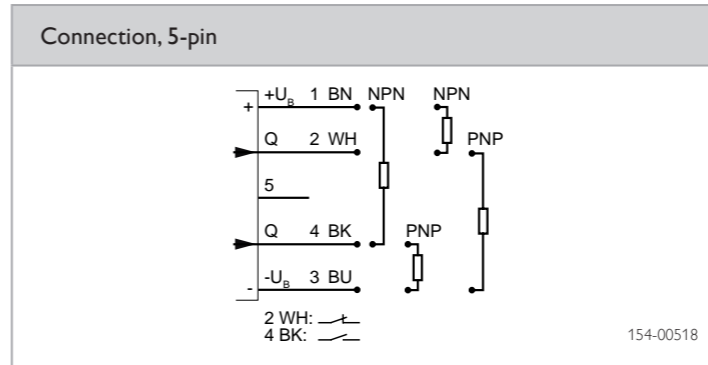 Connection, 5-pin
+U_B 1 BN NPN NPN
+
Q 2 WH
PNP
5
Q 4 BK PNP
-U_B 3 BU
-
2 WH:
4 BK:
154-00518